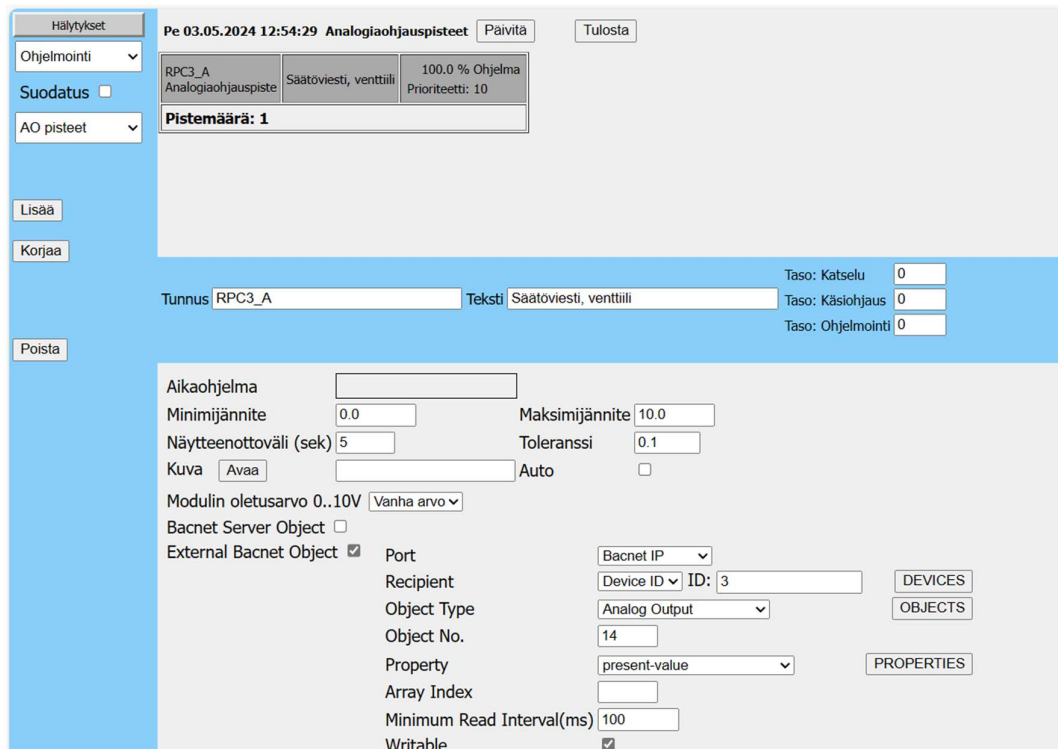 Hälytykset
Pe 03.05.2024 12:54:29 Analogiaohjauspisteet Päivitä Tulosta
Ohjelmointi
Suodatus
AO pisteet
RPC3_A
Analogiaohjauspiste
Säätöviesti, venttiili
100.0 % Ohjelma
Prioriteetti: 10
Pistemäärä: 1
Lisää
Korjaa
Poista
Tunnus RPC3_A Teksti Säätöviesti, venttiili
Taso: Katselu 0
Taso: Käsiohjaus 0
Taso: Ohjelmointi 0
Aikaohjelma
Minimijännite 0.0 Maksimijännite 10.0
Näytteenottoväli (sek) 5 Toleranssi 0.1
Kuva Avaa Auto
Modulin oletusarvo 0..10V Vanha arvo
Bacnet Server Object
External Bacnet Object Port Bacnet IP
Recipient Device ID ID: 3 DEVICES
Object Type Analog Output OBJECTS
Object No. 14
Property present-value PROPERTIES
Array Index
Minimum Read Interval(ms) 100
Writable